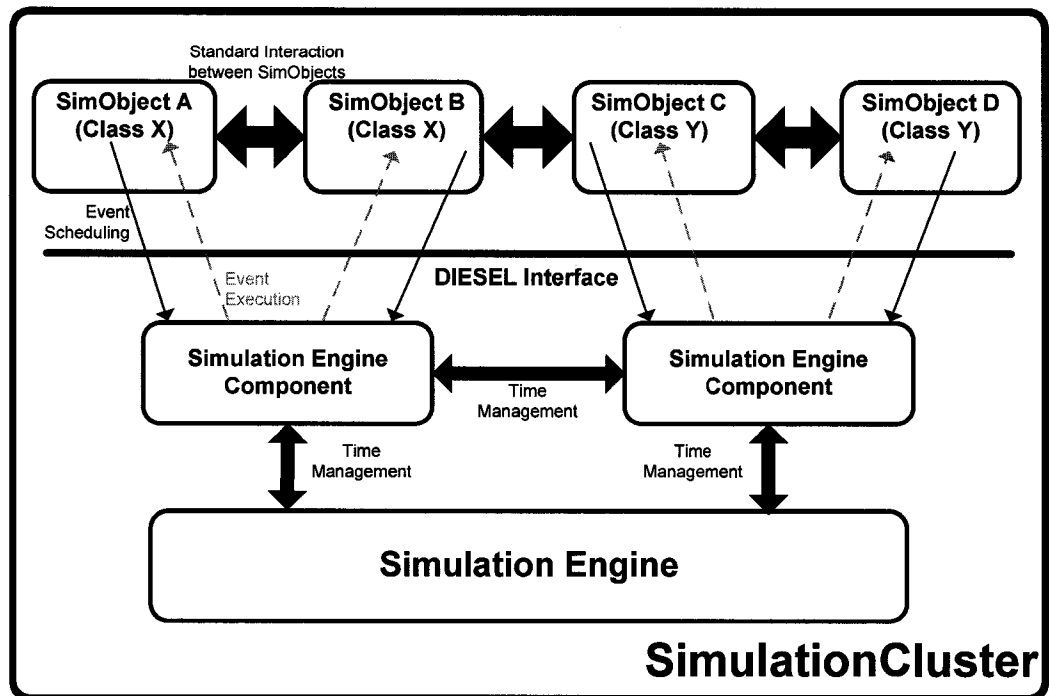 Standard Interaction
between SimObjects
SimObject A
(Class X)
SimObject B
(Class X)
SimObject C
(Class Y)
SimObject D
(Class Y)
Event
Scheduling
DIESEL Interface
Event
Execution
Simulation Engine
Component
Simulation Engine
Component
Time
Management
Time
Management
Time
Management
Simulation Engine
SimulationCluster